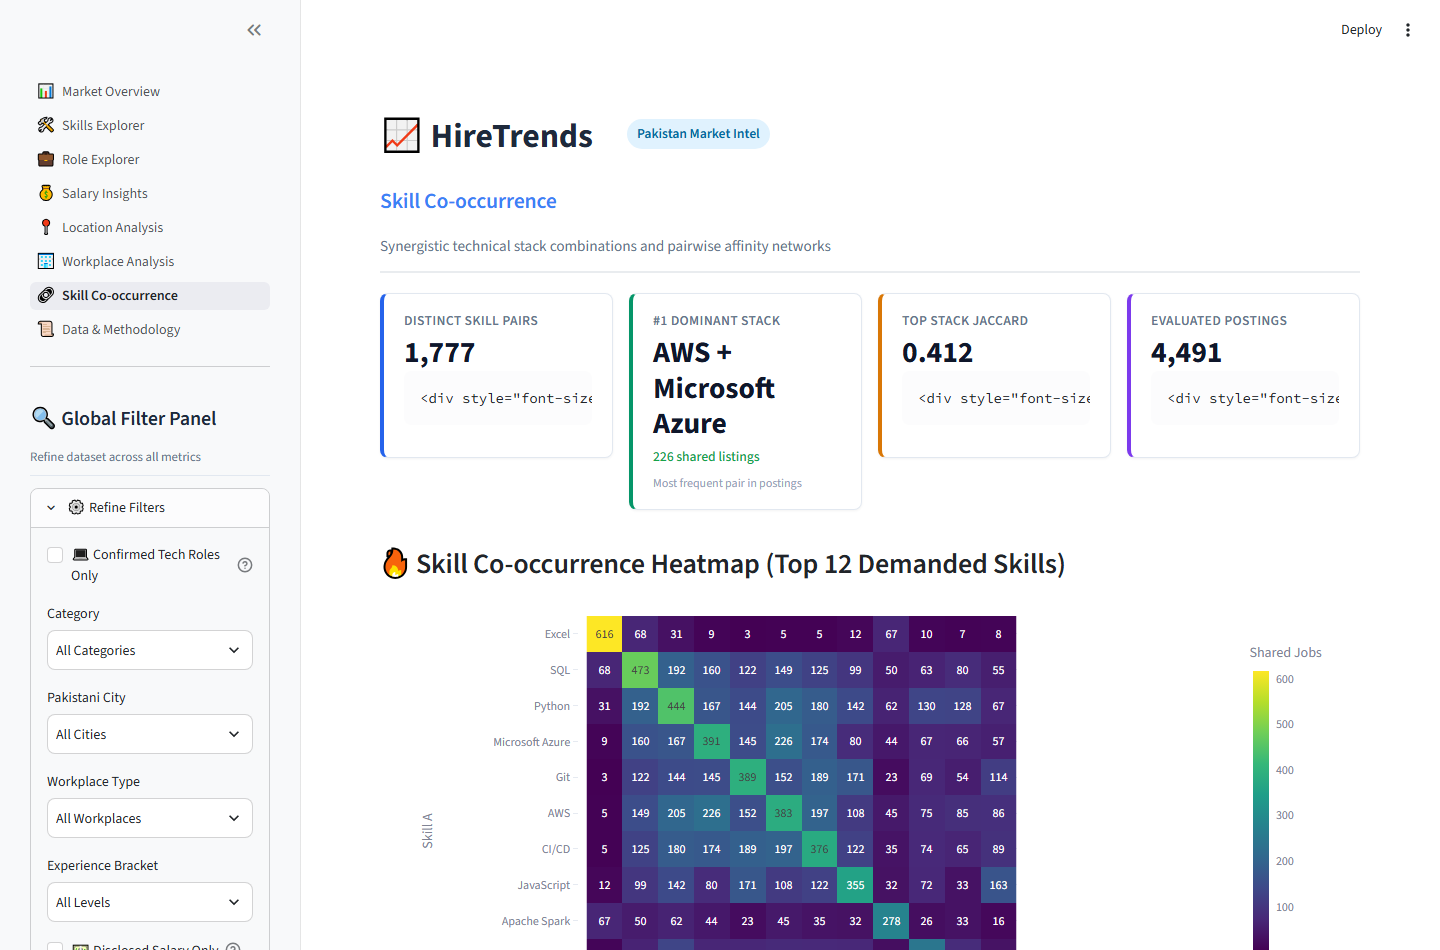 Deploy
Market Overview
Skills Explorer
Role Explorer
Salary Insights
Location Analysis
Workplace Analysis
Skill Co-occurrence
Data & Methodology
Global Filter Panel
Refine dataset across all metrics
Refine Filters
Confirmed Tech Roles
Only
Category
All Categories
Pakistani City
All Cities
Workplace Type
All Workplaces
Experience Bracket
All Levels
Disclosed Salary Only
HireTrends
Pakistan Market Intel
Skill Co-occurrence
Synergistic technical stack combinations and pairwise affinity networks
DISTINCT SKILL PAIRS
1,777
<div style="font-size
#1 DOMINANT STACK
AWS +
Microsoft
Azure
226 shared listings
Most frequent pair in postings
TOP STACK JACCARD
0.412
<div style="font-size
EVALUATED POSTINGS
4,491
<div style="font-size
Skill Co-occurrence Heatmap (Top 12 Demanded Skills)
Skill A
Excel 616 68 31 9 3 5 5 12 67 10 7 8
SQL 68 473 192 160 122 149 125 99 50 63 80 55
Python 31 192 444 167 144 205 180 142 62 130 128 67
Microsoft Azure 9 160 167 391 145 226 174 80 44 67 66 57
Git 3 122 144 145 389 152 189 171 23 69 54 114
AWS 5 149 205 226 152 383 197 108 45 75 85 86
CI/CD 5 125 180 174 189 197 376 122 35 74 65 89
JavaScript 12 99 142 80 171 108 122 355 32 72 33 163
Apache Spark 67 50 62 44 23 45 35 32 278 26 33 16
Shared Jobs
600
500
400
300
200
100